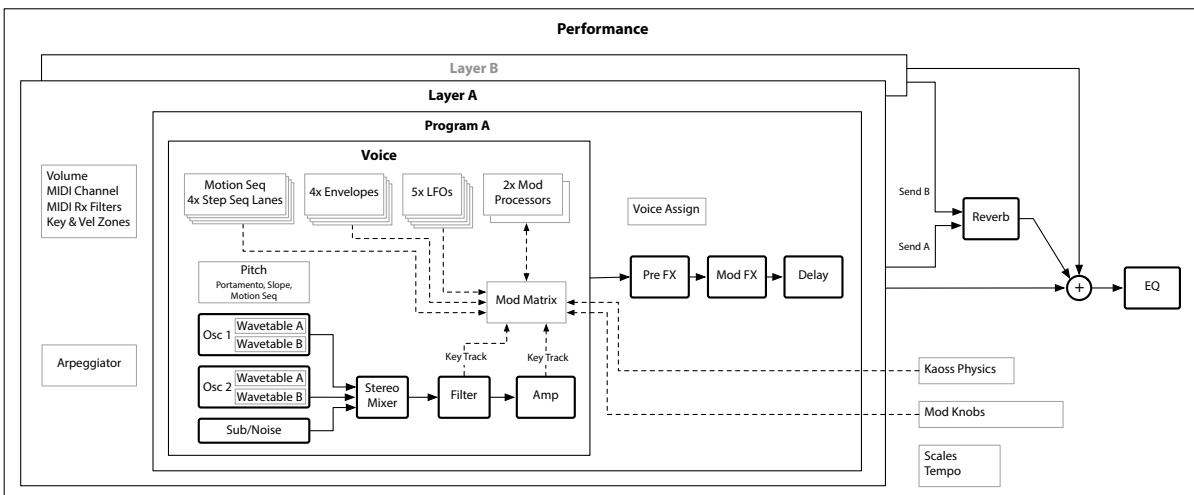 Performance
Layer B
Layer A
Program A
Voice
Volume
MIDI Channel
MIDI Rx Filters
Key & Vel Zones
Motion Seq
4x Step Seq Lanes
4x Envelopes
5x LFOs
2x Mod
Processors
Voice Assign
Send B
Reverb
Send A
Pitch
Portamento, Slope,
Motion Seq
Mod Matrix
Pre FX
Mod FX
Delay
+
EQ
Osc 1
Wavetable A
Wavetable B
Arpeggiator
Key Track
Key Track
Kaoss Physics
Osc 2
Wavetable A
Wavetable B
Stereo
Mixer
Filter
Amp
Mod Knobs
Sub/Noise
Scales
Tempo